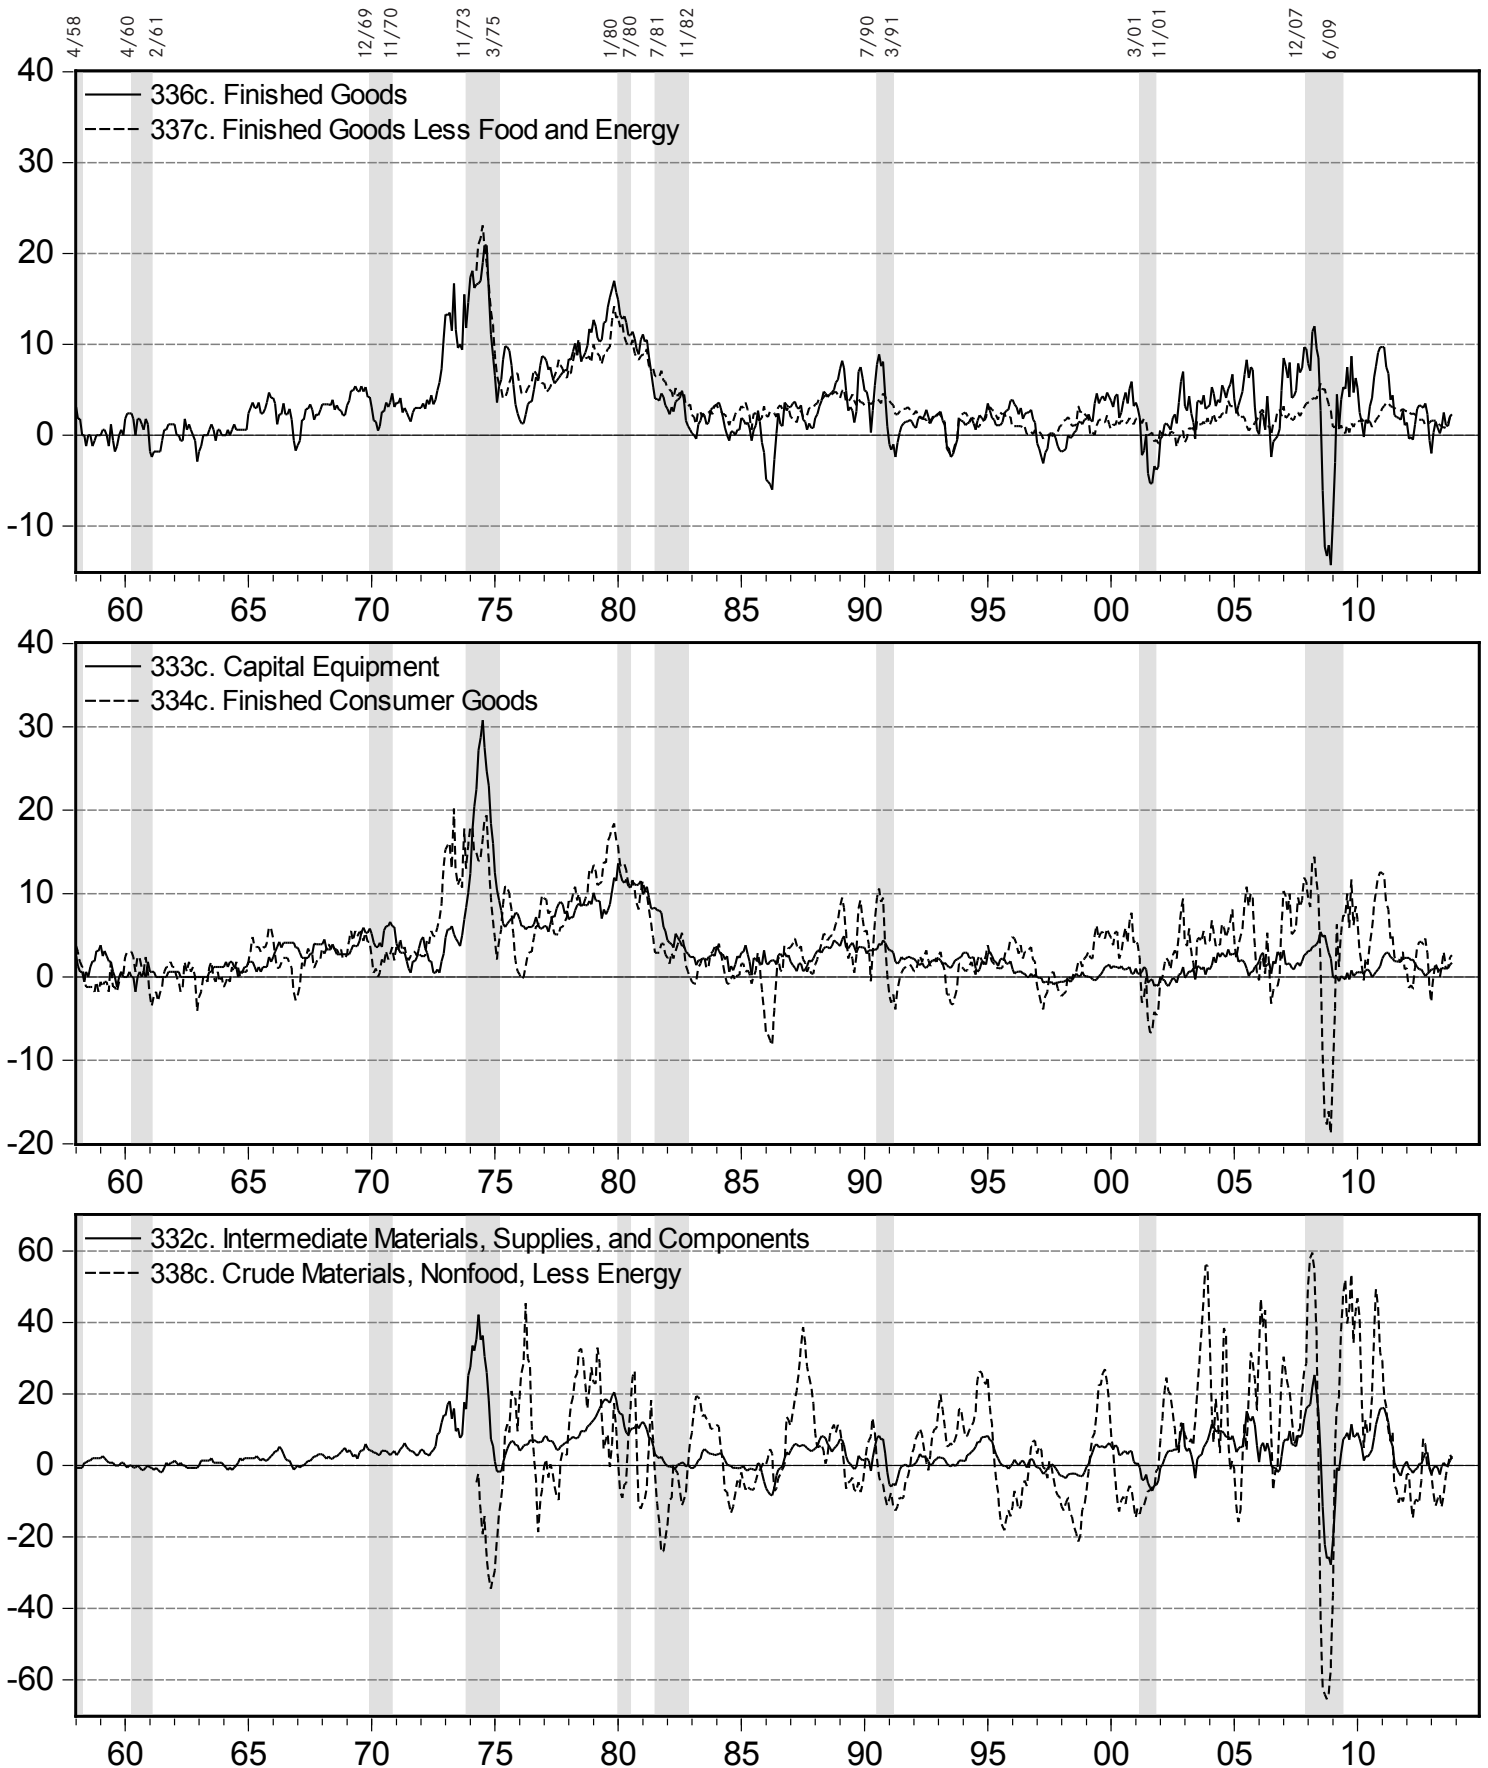 4/58 4/60 2/61 12/69 11/70 11/73 3/75 1/80 7/80 7/81 11/82 7/90 3/91 3/01 11/01 12/07 6/09
40
336c. Finished Goods
337c. Finished Goods Less Food and Energy
30
20
10
0
-10
60 65 70 75 80 85 90 95 00 05 10
40
333c. Capital Equipment
334c. Finished Consumer Goods
30
20
10
0
-10
-20
60 65 70 75 80 85 90 95 00 05 10
332c. Intermediate Materials, Supplies, and Components
60
338c. Crude Materials, Nonfood, Less Energy
40
20
0
-20
-40
-60
60 65 70 75 80 85 90 95 00 05 10